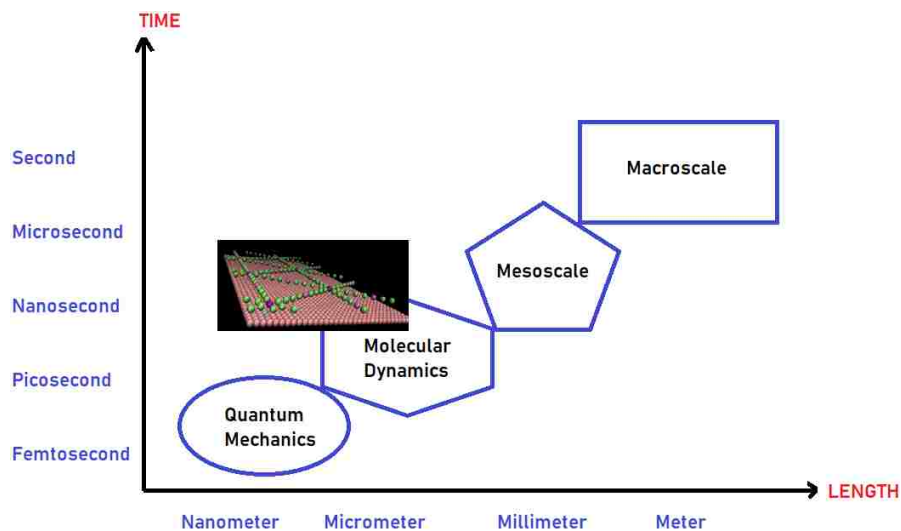 TIME
Second
Macroscale
Microsecond
Mesoscale
Nanosecond
Molecular
Dynamics
Picosecond
Quantum
Mechanics
Femtosecond
LENGTH
Nanometer
Micrometer
Millimeter
Meter